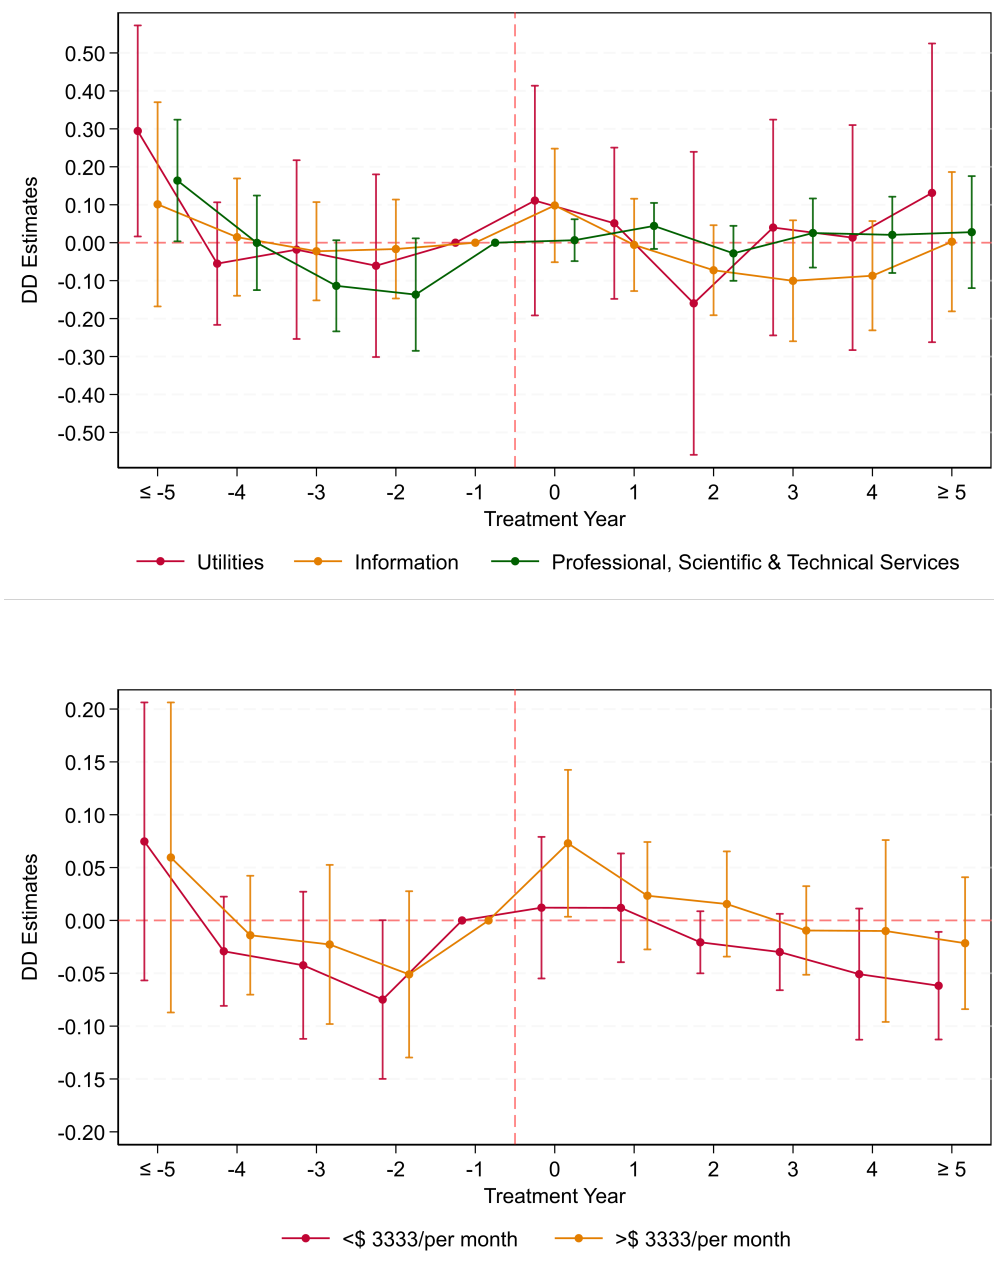 DD Estimates
0.50
0.40
0.30
0.20
0.10
0.00
-0.10
-0.20
-0.30
-0.40
-0.50
≤ -5 -4 -3 -2 -1 0 1 2 3 4 ≥ 5
Treatment Year
Utilities Information Professional, Scientific & Technical Services
DD Estimates
0.20
0.15
0.10
0.05
0.00
-0.05
-0.10
-0.15
-0.20
≤ -5 -4 -3 -2 -1 0 1 2 3 4 ≥ 5
Treatment Year
<$ 3333/per month >$ 3333/per month